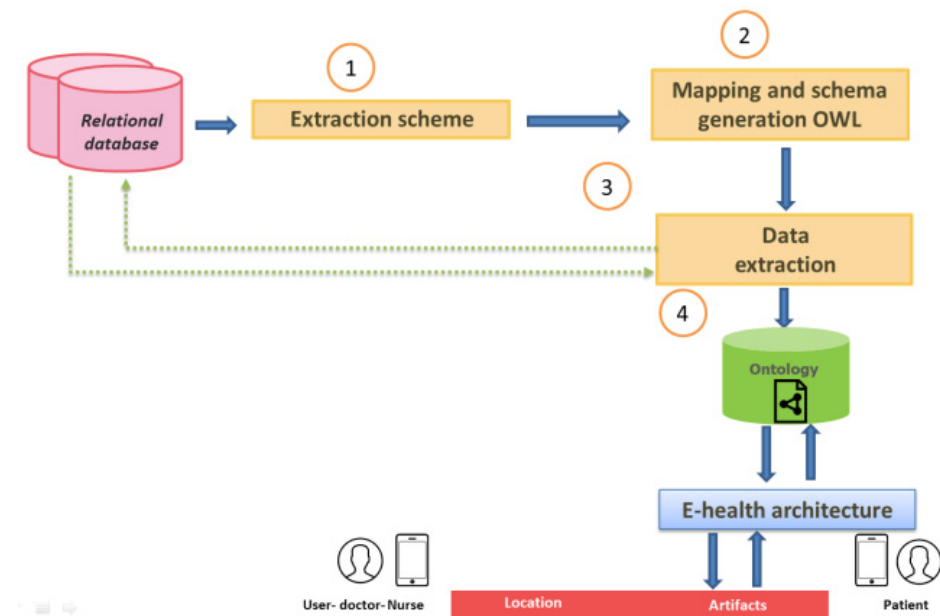 1
2
Relational
database
Extraction scheme
Mapping and schema
generation OWL
3
Data
extraction
4
Ontology
E-health architecture
User- doctor- Nurse
Location
Artifacts
Patient